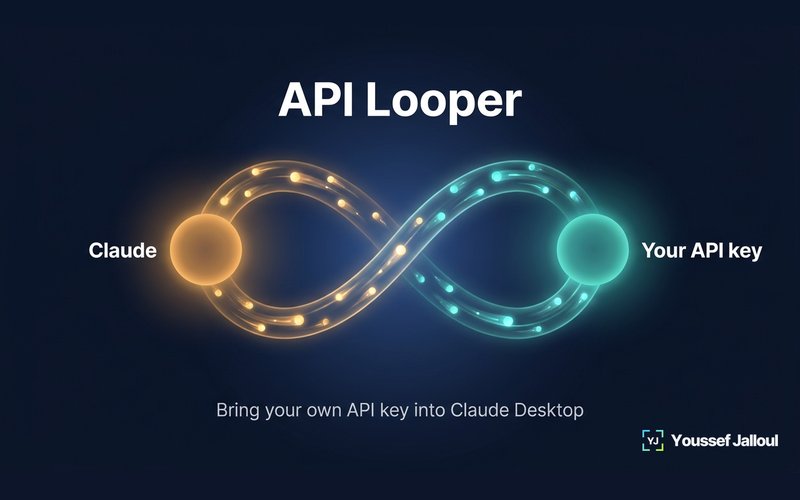 API Looper
Claude
Your API key
Bring your own API key into Claude Desktop
YJ
Youssef Jalloul